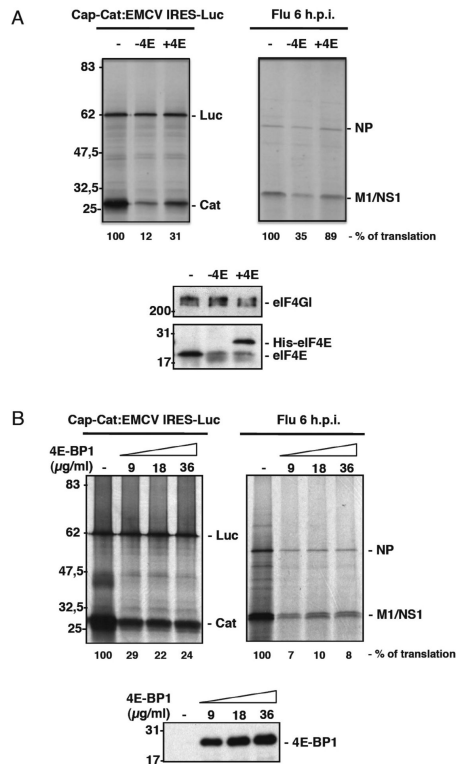 A
Cap-Cat:EMCV IRES-Luc Flu 6 h.p.i.
- -4E +4E - -4E +4E
83
62 - Luc - NP
47,5
32,5 - M1/NS1
25 - Cat
100 12 31 100 35 89 - % of translation
- -4E +4E
200 - eIF4GI
31 - His-eIF4E
17 - eIF4E
B
Cap-Cat:EMCV IRES-Luc Flu 6 h.p.i.
4E-BP1
(µg/ml) - 9 18 36 - 9 18 36
83
62 - Luc - NP
47,5
32,5 - M1/NS1
25 - Cat
100 29 22 24 100 7 10 8 - % of translation
4E-BP1
(µg/ml) - 9 18 36
31 - 4E-BP1
17